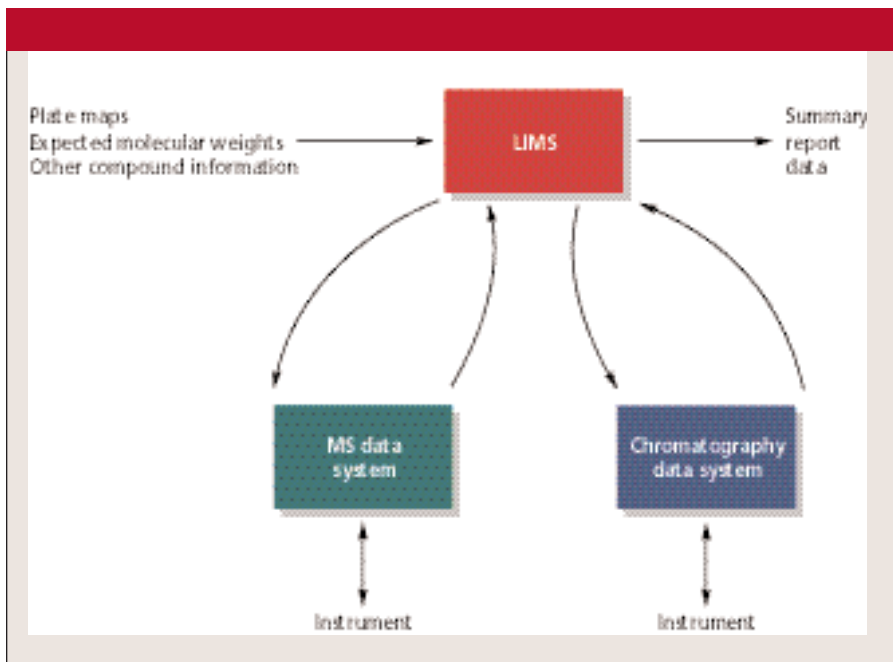 Plate maps
Expected molecular weights
Other compound information
LIMS
Summary
report
data
MS data
system
Chromatography
data system
Instrument
Instrument